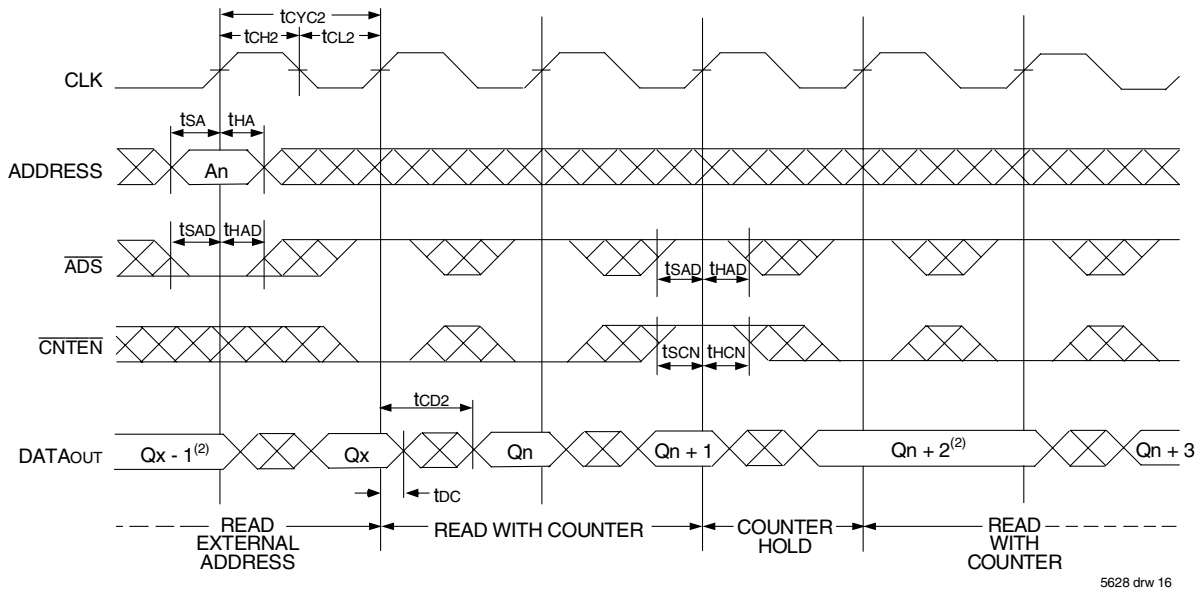 tCYC2
tCH2 tCL2
CLK
tSA tHA
ADDRESS An
tSAD tHAD
ADS
tSAD tHAD
CNTEN
tSCN tHCN
tCD2
DATAOUT Qx - 1(2) Qx Qn Qn + 1 Qn + 2(2) Qn + 3
tDC
READ EXTERNAL ADDRESS
READ WITH COUNTER
COUNTER HOLD
READ WITH COUNTER
5628 drw 16